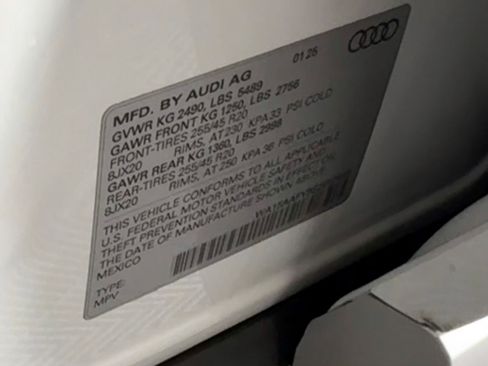 MFD. BY AUDI AG 01 25
GVWR KG 2490, LBS 5489
GAWR FRONT KG 1250, LBS 2756
FRONT-TIRES 255/45 R20
8JX20 RIMS, AT 230 KPA 33 PSI COLD
GAWR REAR KG 1360, LBS 2998
REAR-TIRES 255/45 R20
8JX20 RIMS, AT 250 KPA 36 PSI COLD
THIS VEHICLE CONFORMS TO ALL APPLICABLE
U.S. FEDERAL MOTOR VEHICLE SAFETY AND
THEFT PREVENTION STANDARDS IN EFFECT ON
THE DATE OF MANUFACTURE SHOWN ABOVE.
MEXICO
TYPE:
MPV